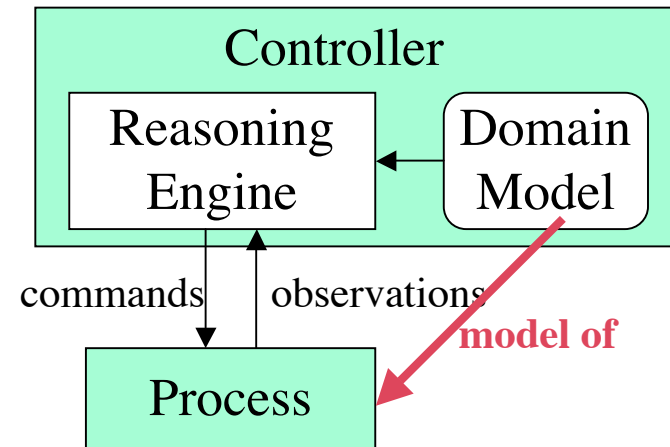 Controller
Reasoning
Engine
Domain
Model
commands
observations
model of
Process